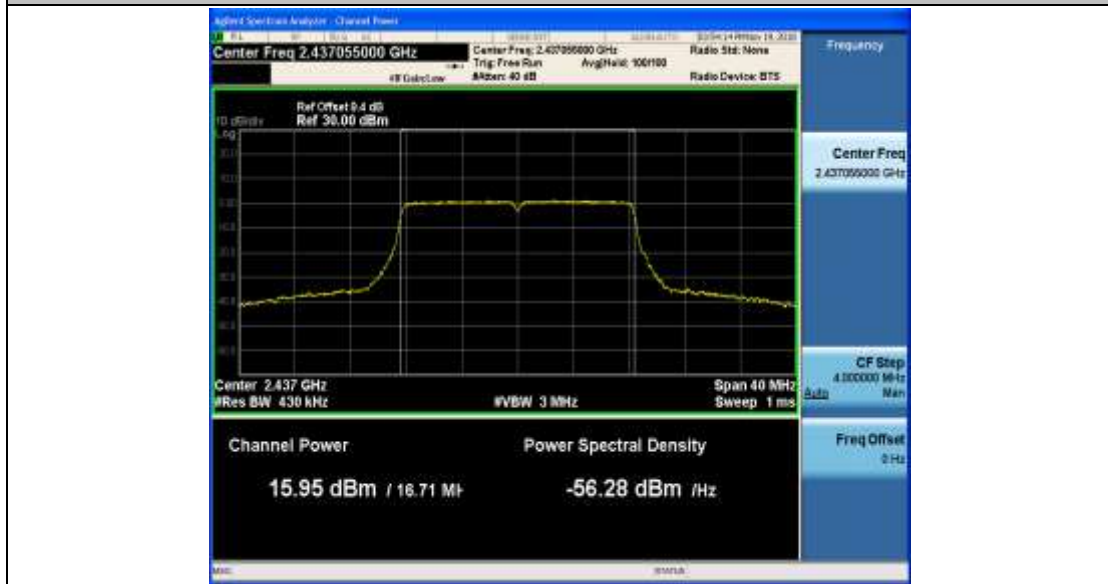 Agilent Spectrum Analyzer - Channel Power
Center Freq 2.437055000 GHz
Center Freq: 2.437055000 GHz
Radio Std: None
Frequency
Trig: Free Run Avg|Hold: 100/100
#IFGain:Low
#Atten: 40 dB
Radio Device: BTS
Ref Offset 9.4 dB
10 dB/div Ref 30.00 dBm
Log
Center Freq
2.437055000 GHz
Center 2.437 GHz
Span 40 MHz
#Res BW 430 kHz
#VBW 3 MHz
Sweep 1 ms
CF Step
4.000000 MHz
Auto Man
Freq Offset
0 Hz
Channel Power
Power Spectral Density
15.95 dBm / 16.71 MH
-56.28 dBm /Hz
MSG
STATUS